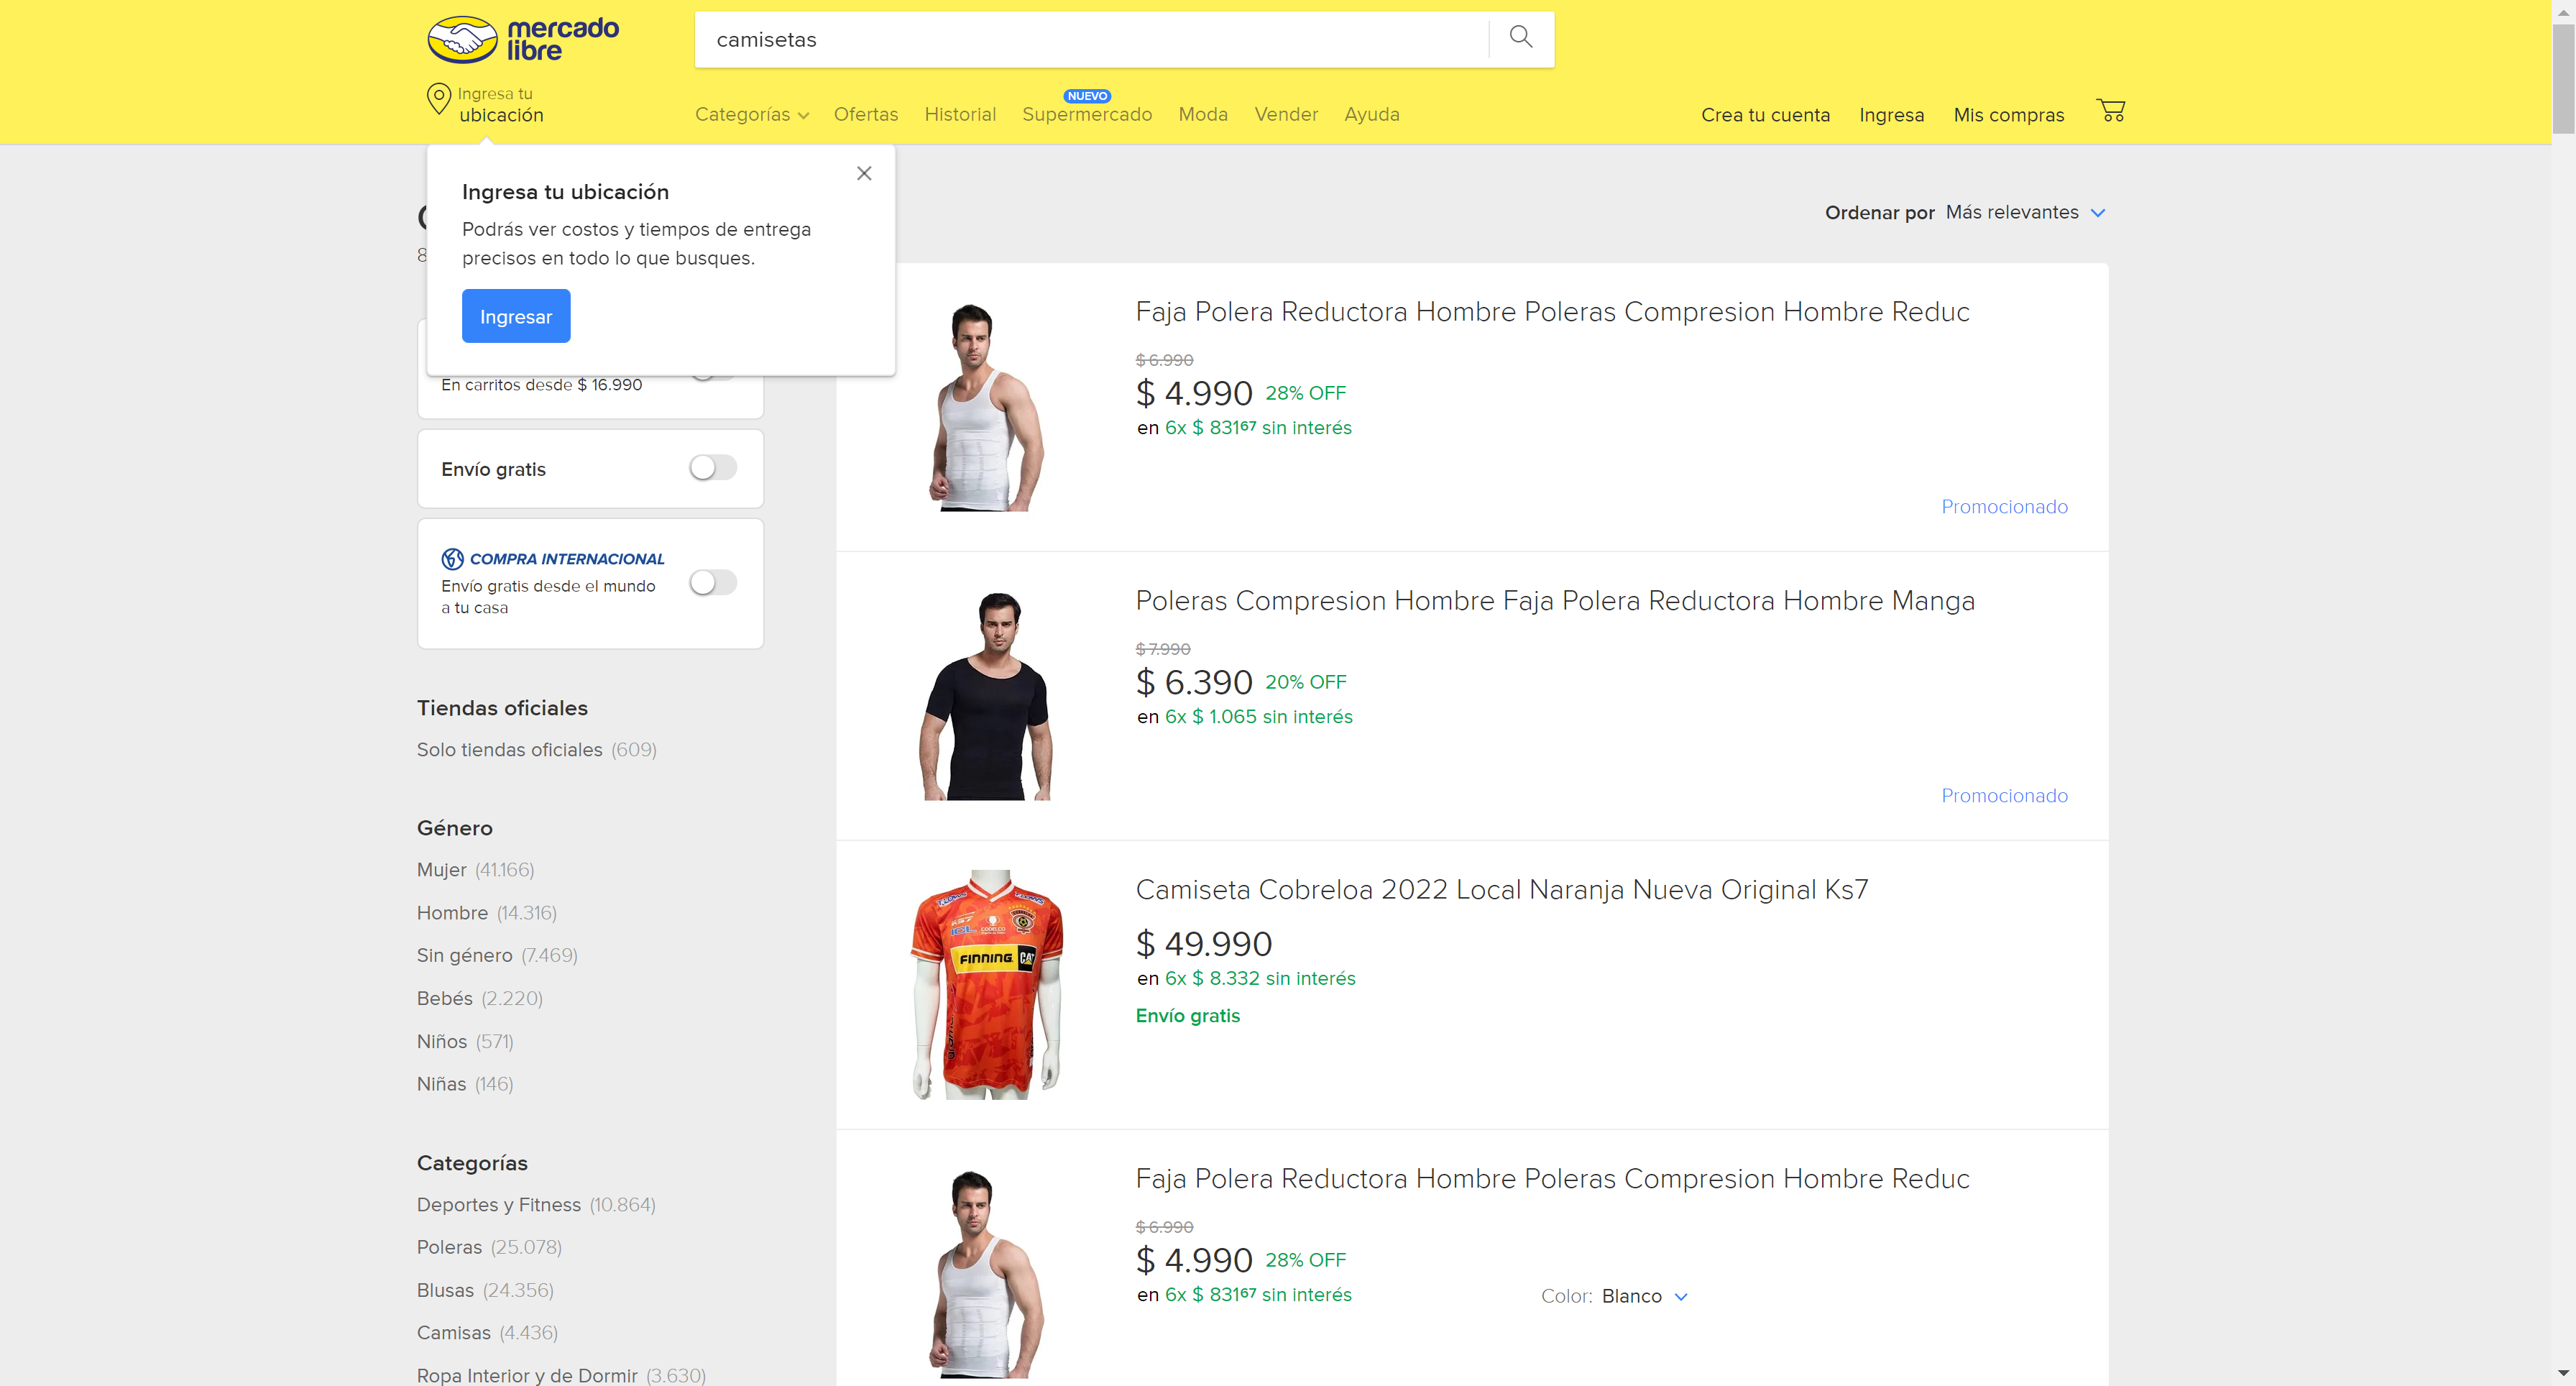 mercado
libre
camisetas
Ingresa tu
ubicación
Categorías
Ofertas
Historial
NUEVO
Supermercado
Moda
Vender
Ayuda
Crea tu cuenta
Ingresa
Mis compras
Ingresa tu ubicación
Podrás ver costos y tiempos de entrega
precisos en todo lo que busques.
Ingresar
Ordenar por Más relevantes
En carritos desde $ 16.990
Envío gratis
COMPRA INTERNACIONAL
Envío gratis desde el mundo
a tu casa
Tiendas oficiales
Solo tiendas oficiales (609)
Género
Mujer (41.166)
Hombre (14.316)
Sin género (7.469)
Bebés (2.220)
Niños (571)
Niñas (146)
Categorías
Deportes y Fitness (10.864)
Poleras (25.078)
Blusas (24.356)
Camisas (4.436)
Ropa Interior y de Dormir (3.630)
Faja Polera Reductora Hombre Poleras Compresion Hombre Reduc
$ 6.990
$ 4.990 28% OFF
en 6x $ 831⁶⁷ sin interés
Promocionado
Poleras Compresion Hombre Faja Polera Reductora Hombre Manga
$ 7.990
$ 6.390 20% OFF
en 6x $ 1.065 sin interés
Promocionado
FINNING CAT
Camiseta Cobreloa 2022 Local Naranja Nueva Original Ks7
$ 49.990
en 6x $ 8.332 sin interés
Envío gratis
Faja Polera Reductora Hombre Poleras Compresion Hombre Reduc
$ 6.990
$ 4.990 28% OFF
en 6x $ 831⁶⁷ sin interés
Color: Blanco